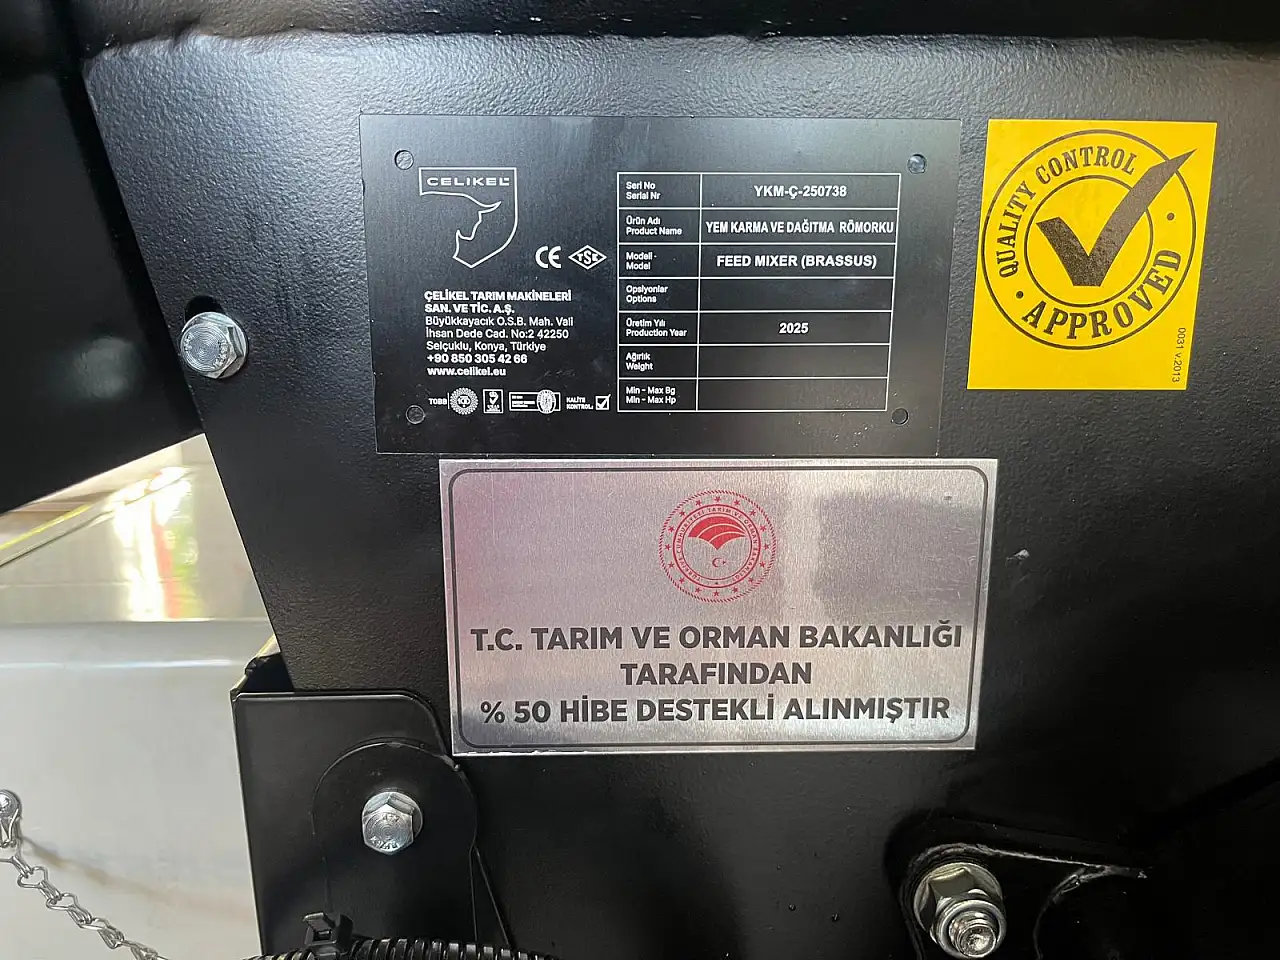 CELIKEL
CE TSE
ÇELİKEL TARIM MAKİNELERİ
SAN. VE TİC. A.Ş.
Büyükkayacık O.S.B. Mah. Vali
İhsan Dede Cad. No:2 42250
Selçuklu, Konya, Türkiye
+90 850 305 42 66
www.celikel.eu
TOBB
KALİTE
KONTROL:
Seri No
Serial Nr
YKM-Ç-250738
Ürün Adı
Product Name
YEM KARMA VE DAĞITMA RÖMORKU
Modeli -
Model
FEED MIXER (BRASSUS)
Opsiyonlar
Options
Üretim Yılı
Production Year
2025
Ağırlık
Weight
Min - Max Bg
Min - Max Hp
QUALITY CONTROL
APPROVED
0031 v.2013
T.C. TARIM VE ORMAN BAKANLIĞI
TARAFINDAN
% 50 HİBE DESTEKLİ ALINMIŞTIR